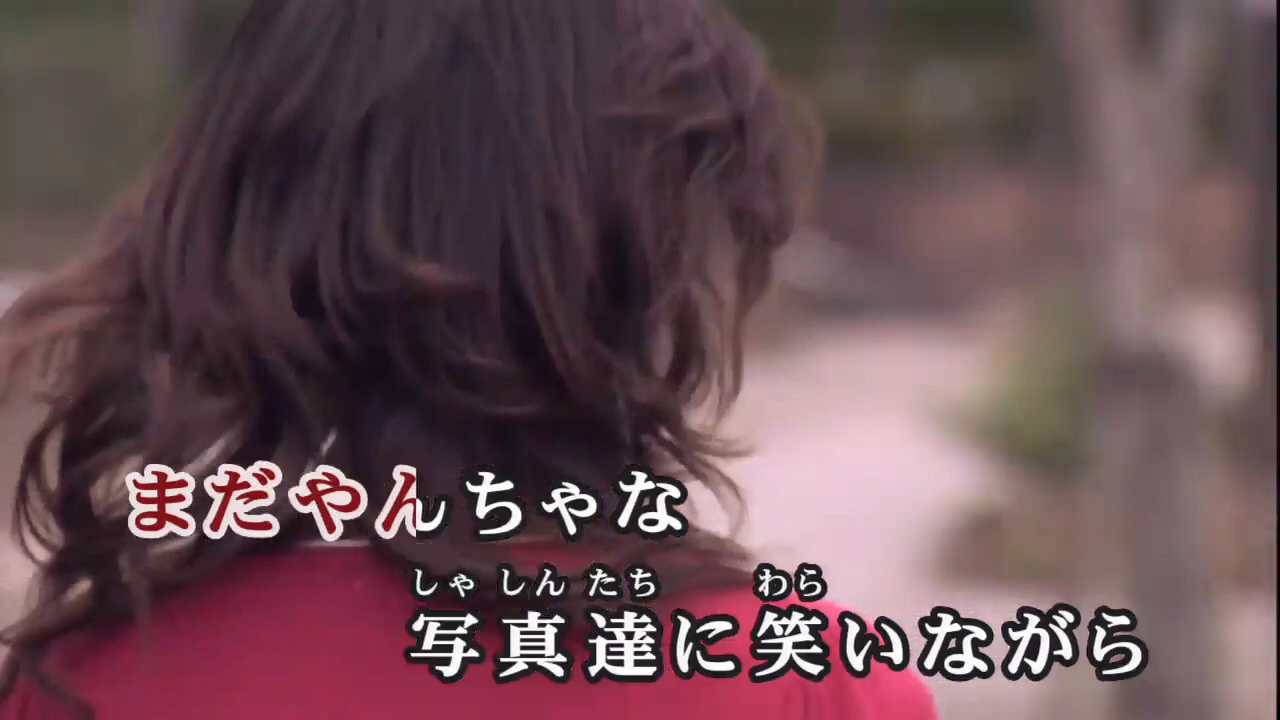 まだやんちゃな
しゃしんたち わら
写真達に笑いながら